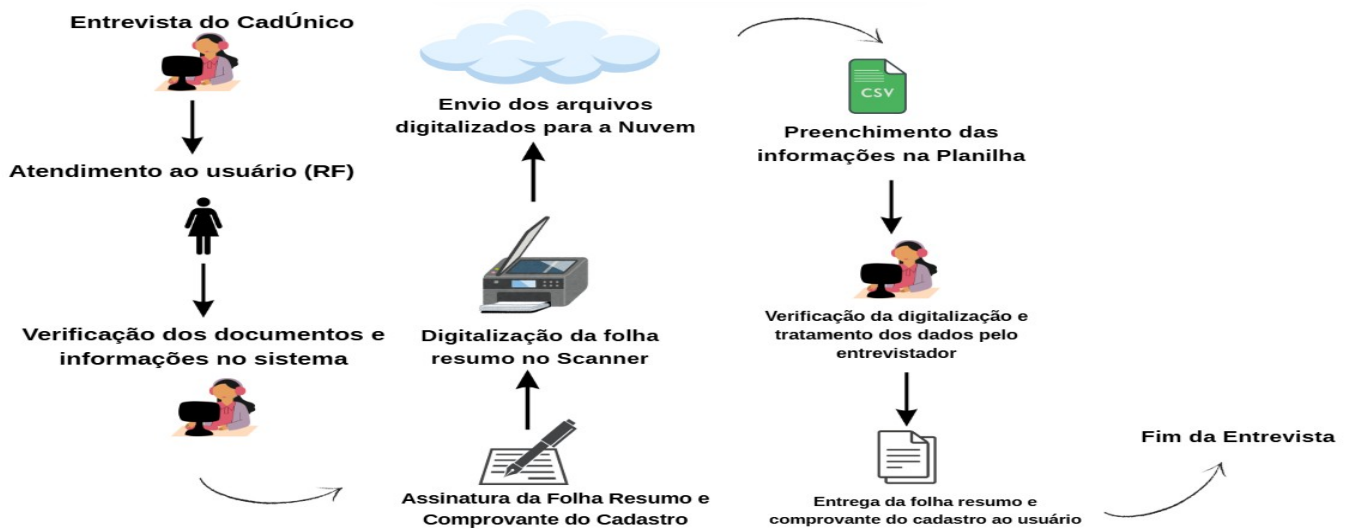 Entrevista do CadÚnico
Atendimento ao usuário (RF)
Verificação dos documentos e
informações no sistema
Assinatura da Folha Resumo e
Comprovante do Cadastro
Digitalização da folha
resumo no Scanner
Envio dos arquivos
digitalizados para a Nuvem
CSV
Preenchimento das
informações na Planilha
Verificação da digitalização e
tratamento dos dados pelo
entrevistador
Entrega da folha resumo e
comprovante do cadastro ao usuário
Fim da Entrevista